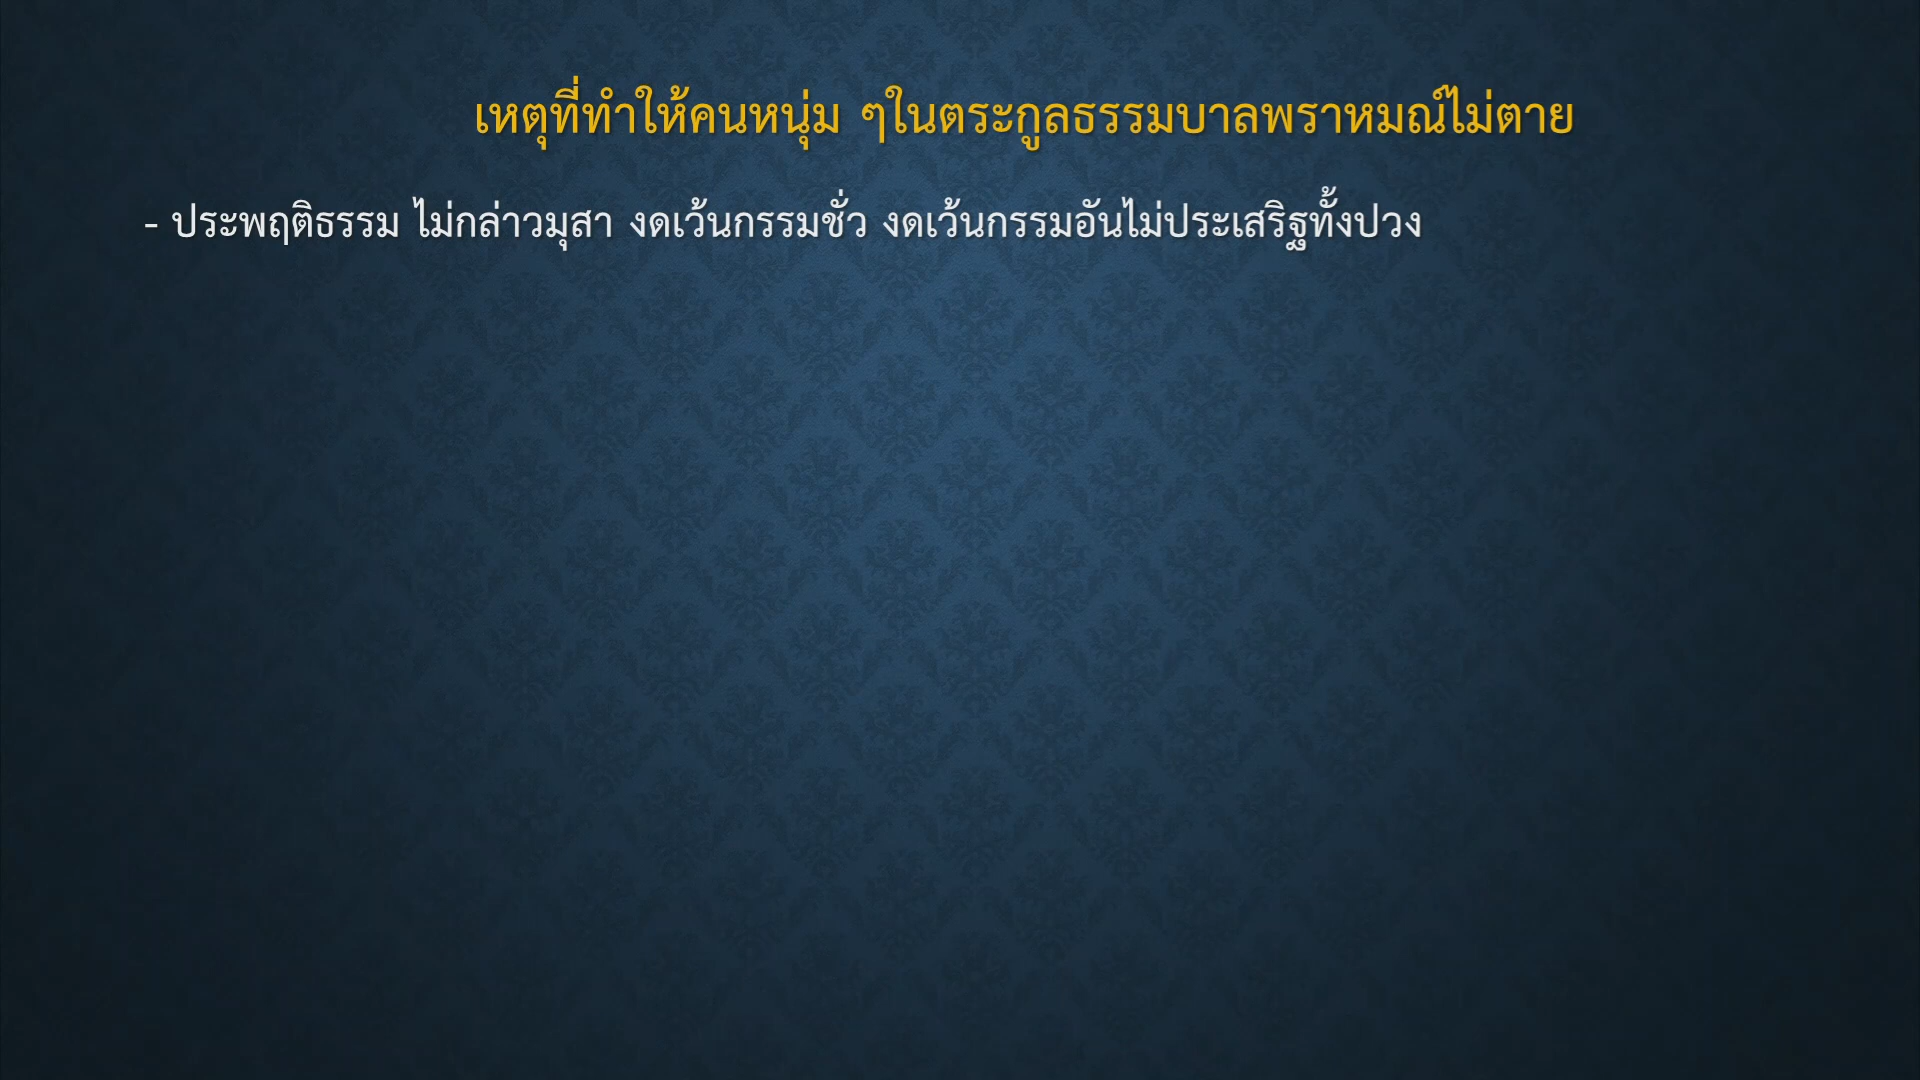 เหตุที่ทำให้คนหนุ่ม ๆในตระกูลธรรมบาลพราหมณ์ไม่ตาย
- ประพฤติธรรม ไม่กล่าวมุสา งดเว้นกรรมชั่ว งดเว้นกรรมอันไม่ประเสริฐทั้งปวง